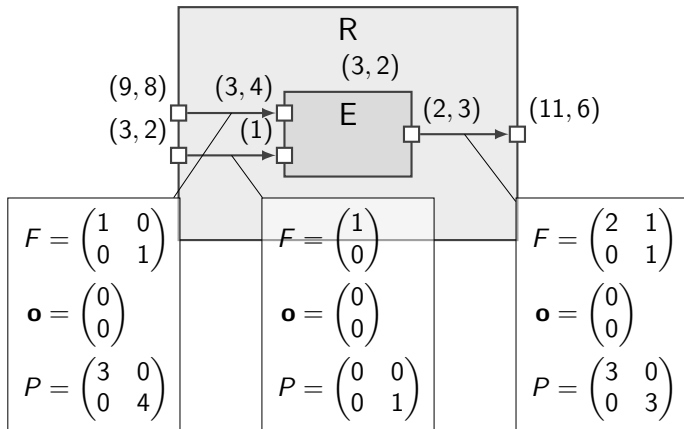 R
(3, 2)
(9, 8) (3, 4)
E
(2, 3) (11, 6)
(3, 2) (1)
F = (1 0
0 1)
o = (0
0)
P = (3 0
0 4)
F = (1
0)
o = (0
0)
P = (0 0
0 1)
F = (2 1
0 1)
o = (0
0)
P = (3 0
0 3)